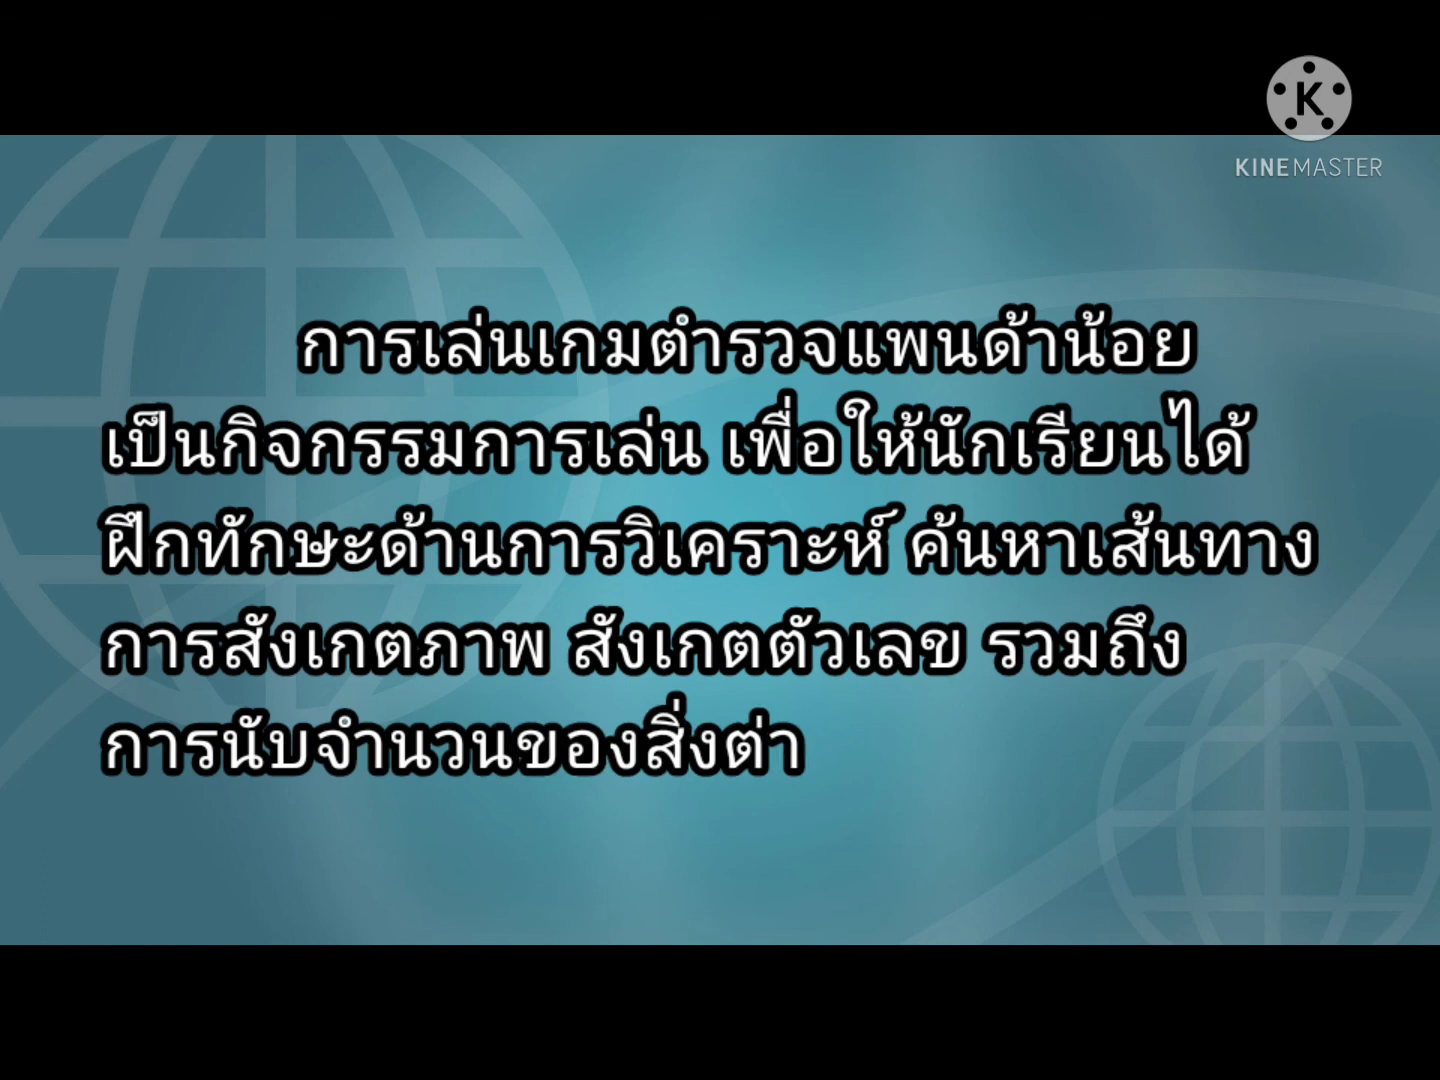 KINEMASTER
การเล่นเกมตำรวจแพนด้าน้อย
เป็นกิจกรรมการเล่น เพื่อให้นักเรียนได้
ฝึกทักษะด้านการวิเคราะห์ ค้นหาเส้นทาง
การสังเกตภาพ สังเกตตัวเลข รวมถึง
การนับจำนวนของสิ่งต่า